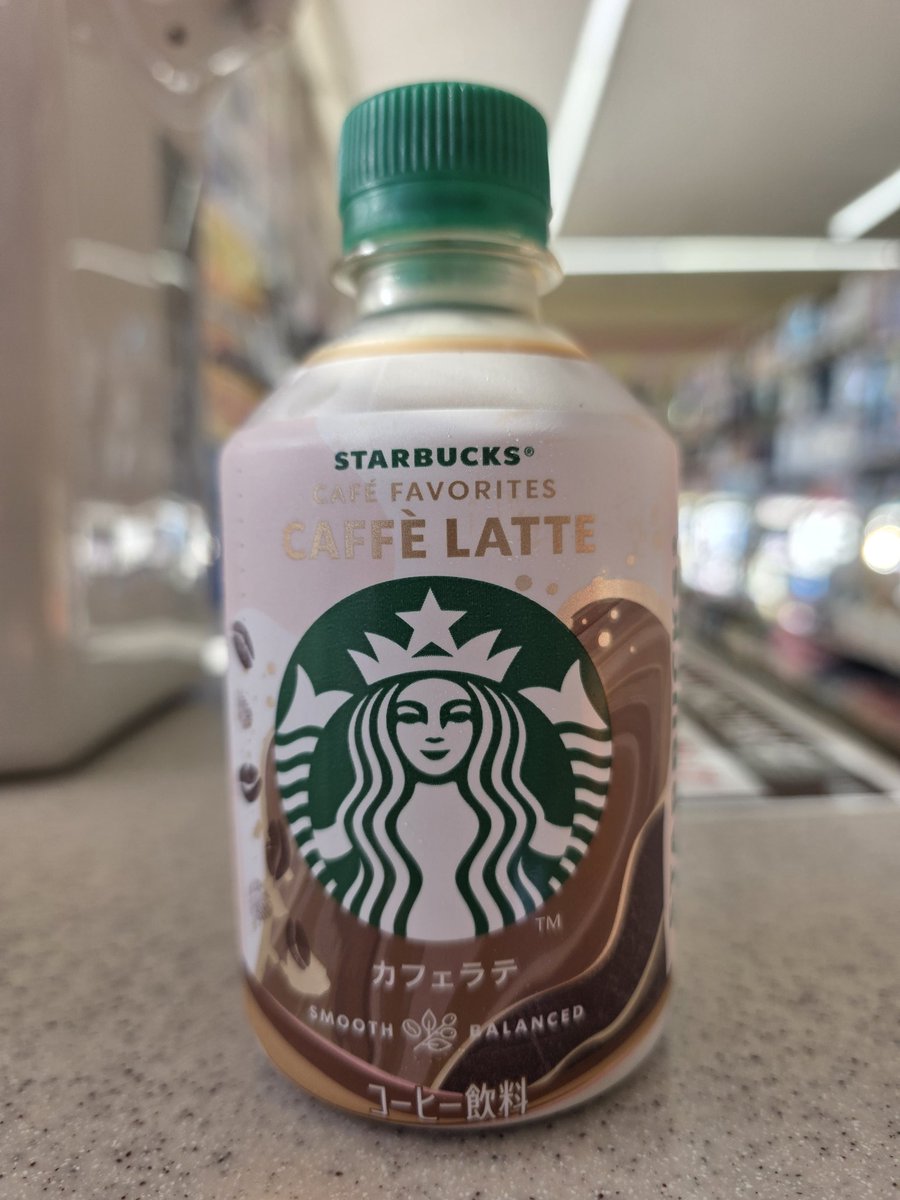 STARBUCKS®
CAFÉ FAVORITES
CAFFÈ LATTE
TM
カフェラテ
SMOOTH BALANCED
コーヒー飲料